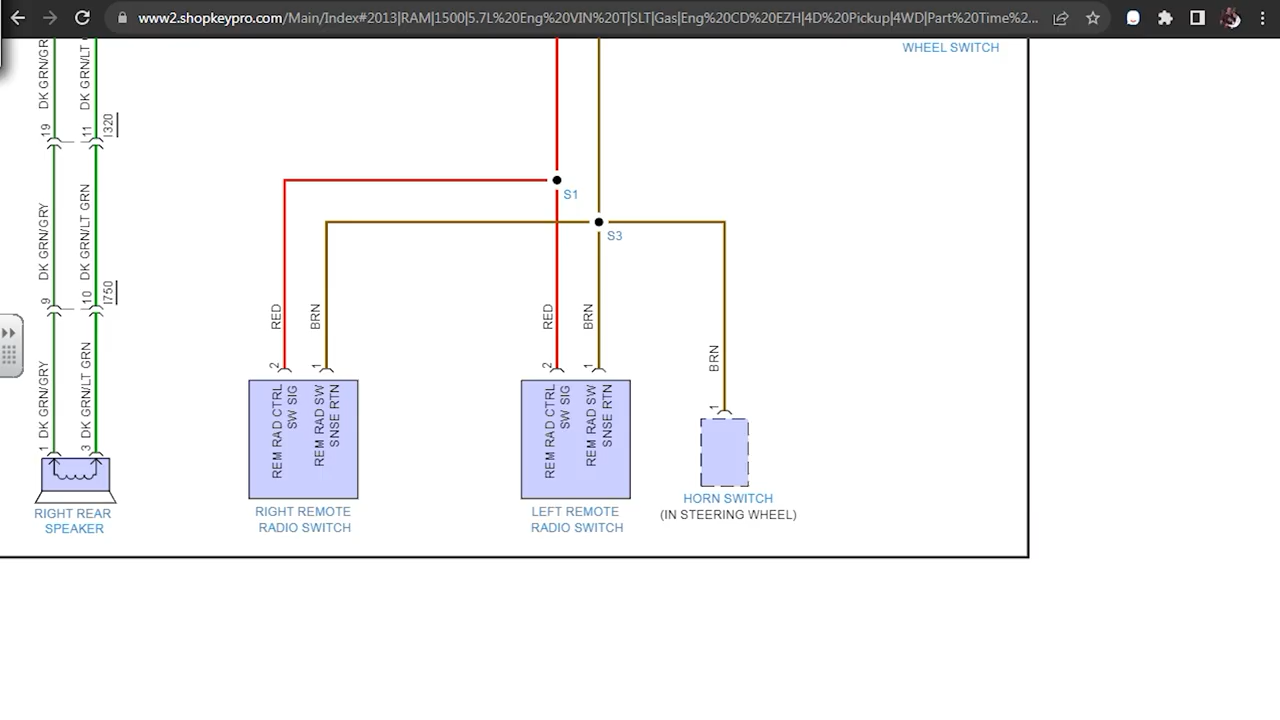 www2.shopkeypro.com/Main/Index#2013|RAM|1500|5.7L%20Eng%20VIN%20T|SLT|Gas|Eng%20CD%20EZH|4D%20Pickup|4WD|Part%20Time%2...
WHEEL SWITCH
DK GRN/GR
DK GRN/LT
19
11
I320
S1
S3
DK GRN/GRY
DK GRN/LT GRN
9
10
I750
RED
BRN
RED
BRN
BRN
2
1
2
1
1
1 DK GRN/GRY
3 DK GRN/LT GRN
REM RAD CTRL
SW SIG
REM RAD SW
SNSE RTN
REM RAD CTRL
SW SIG
REM RAD SW
SNSE RTN
RIGHT REAR
SPEAKER
RIGHT REMOTE
RADIO SWITCH
LEFT REMOTE
RADIO SWITCH
HORN SWITCH
(IN STEERING WHEEL)